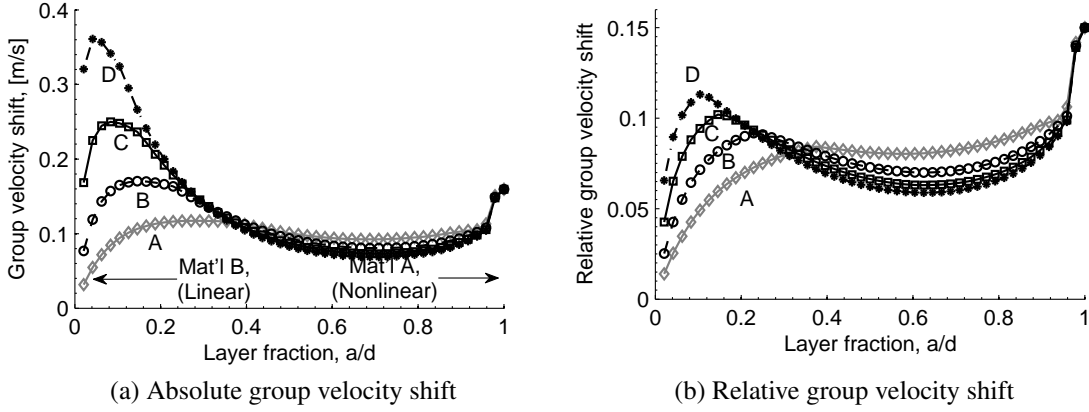 Group velocity shift, [m/s]
0.4
0.3
0.2
0.1
0
D
C
B
A
Mat'l B,
(Linear)
Mat'l A,
(Nonlinear)
0 0.2 0.4 0.6 0.8 1
Layer fraction, a/d
(a) Absolute group velocity shift
Relative group velocity shift
0.15
0.1
0.05
0
D
C
B
A
0 0.2 0.4 0.6 0.8 1
Layer fraction, a/d
(b) Relative group velocity shift